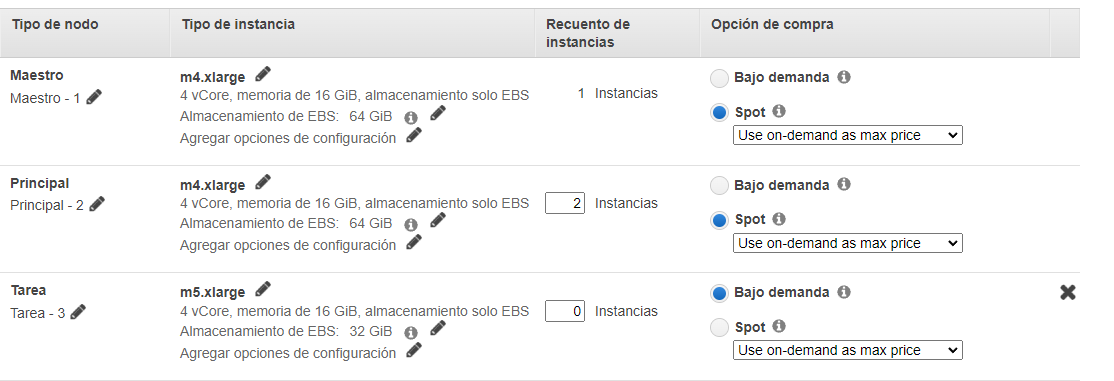 Tipo de nodo
Tipo de instancia
Recuento de instancias
Opción de compra
Maestro
Maestro - 1
m4.xlarge
4 vCore, memoria de 16 GiB, almacenamiento solo EBS
Almacenamiento de EBS: 64 GiB
Agregar opciones de configuración
1 Instancias
Bajo demanda
Spot
Use on-demand as max price
Principal
Principal - 2
m4.xlarge
4 vCore, memoria de 16 GiB, almacenamiento solo EBS
Almacenamiento de EBS: 64 GiB
Agregar opciones de configuración
2 Instancias
Bajo demanda
Spot
Use on-demand as max price
Tarea
Tarea - 3
m5.xlarge
4 vCore, memoria de 16 GiB, almacenamiento solo EBS
Almacenamiento de EBS: 32 GiB
Agregar opciones de configuración
0 Instancias
Bajo demanda
Spot
Use on-demand as max price